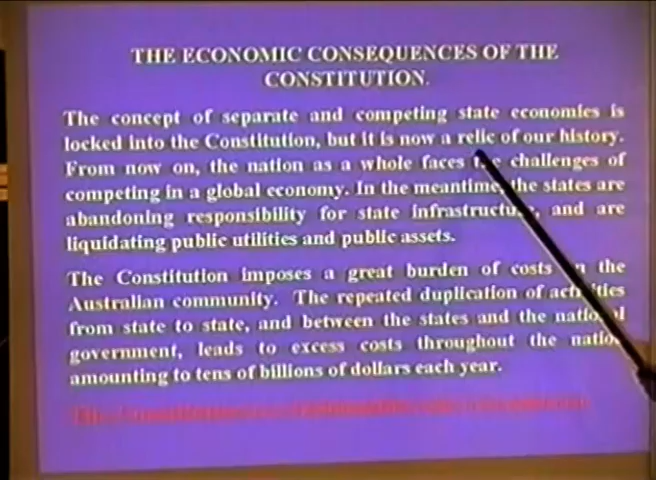 THE ECONOMIC CONSEQUENCES OF THE
CONSTITUTION.
The concept of separate and competing state economies is
locked into the Constitution, but it is now a relic of our history.
From now on, the nation as a whole faces the challenges of
competing in a global economy. In the meantime, the states are
abandoning responsibility for state infrastructu , and are
liquidating public utilities and public assets.
The Constitution imposes a great burden of costs the
Australian community. The repeated duplication of
from state to state, and between the states and the
government, leads to excess costs throughout the
amounting to tens of billions of dollars each year.